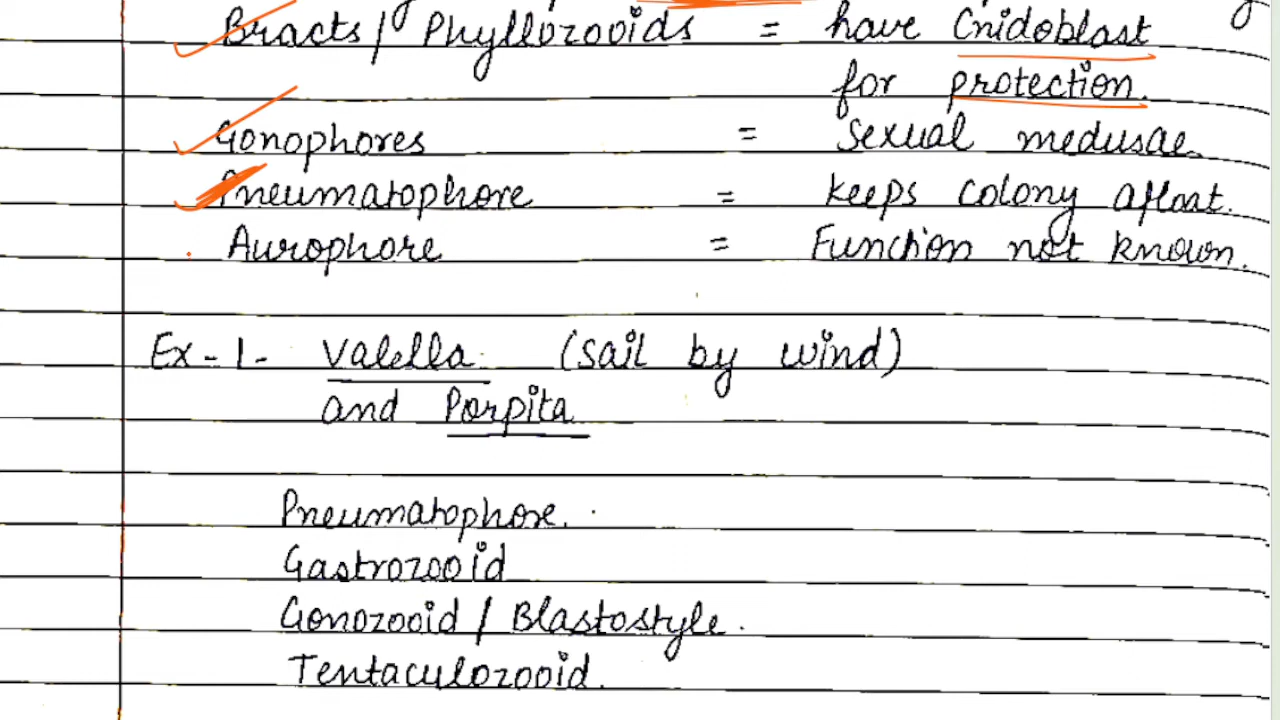 Bracts/Phyllozooids = have Cnidoblast
for protection.
Gonophores = Sexual medusae.
Pneumatophore = keeps colony afloat.
Aurophore = Function not known.
Ex-1- Valella (sail by wind)
and Porpita
Pneumatophore.
Gastrozooid
Gonozooid / Blastostyle.
Tentaculozooid.